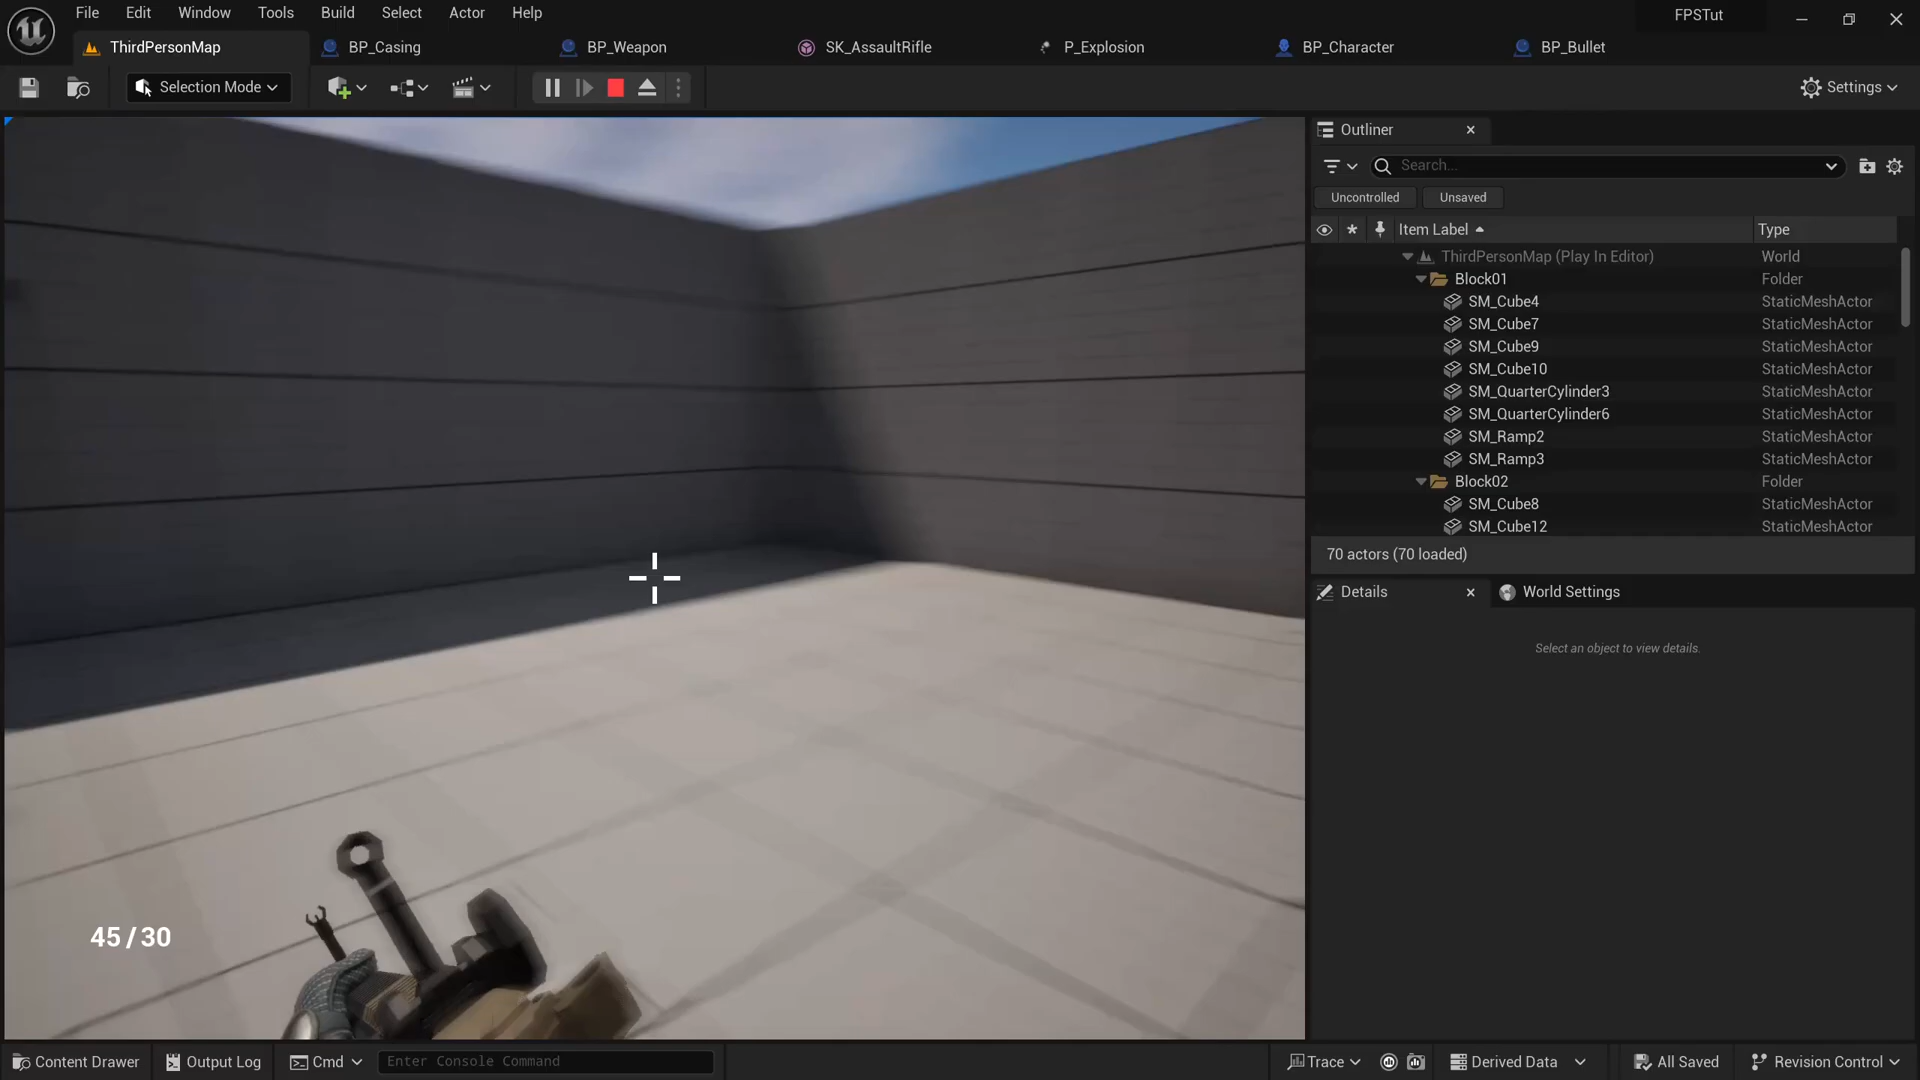 File Edit Window Tools Build Select Actor Help FPSTut
ThirdPersonMap BP_Casing BP_Weapon SK_AssaultRifle P_Explosion BP_Character BP_Bullet
Selection Mode Settings
Outliner
Search...
Uncontrolled Unsaved
Item Label Type
ThirdPersonMap (Play In Editor) World
Block01 Folder
SM_Cube4 StaticMeshActor
SM_Cube7 StaticMeshActor
SM_Cube9 StaticMeshActor
SM_Cube10 StaticMeshActor
SM_QuarterCylinder3 StaticMeshActor
SM_QuarterCylinder6 StaticMeshActor
SM_Ramp2 StaticMeshActor
SM_Ramp3 StaticMeshActor
Block02 Folder
SM_Cube8 StaticMeshActor
SM_Cube12 StaticMeshActor
70 actors (70 loaded)
Details World Settings
Select an object to view details.
45/30
Content Drawer Output Log Cmd Enter Console Command Trace Derived Data All Saved Revision Control